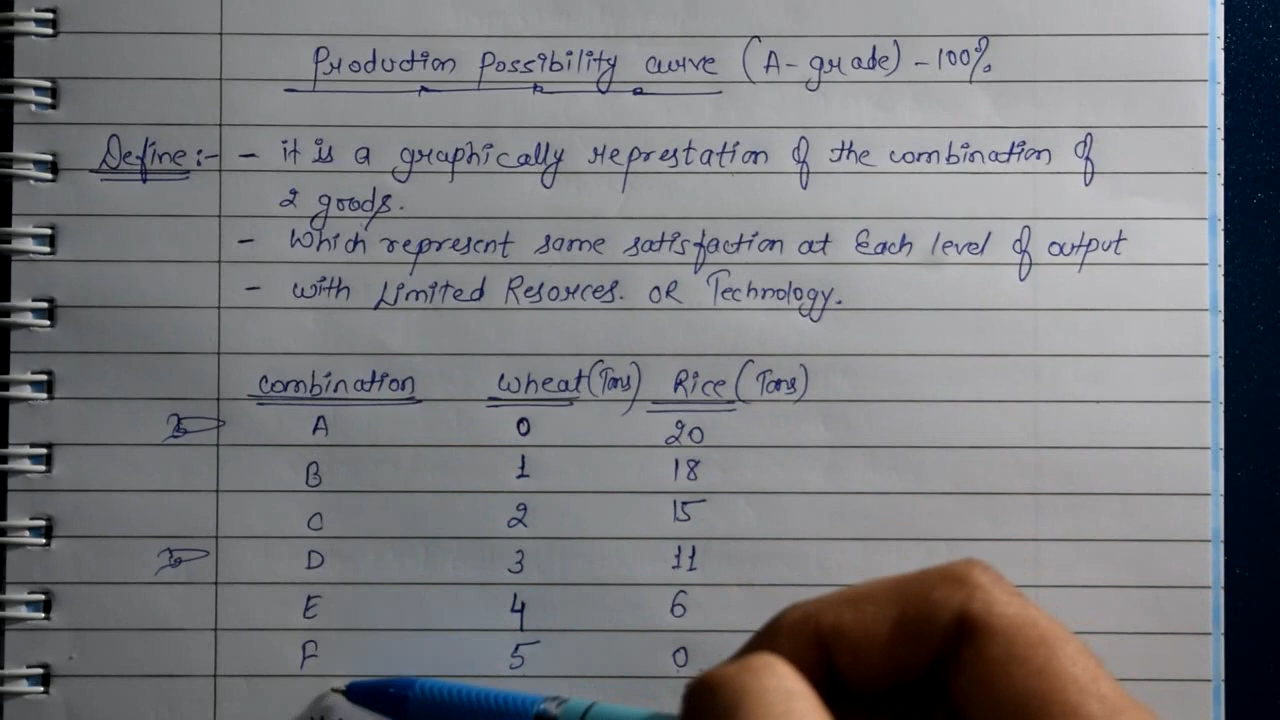 Production Possibility curve (A-grade) - 100%
Define :- - it is a graphically represtation of the combination of
2 goods.
- Which represent same satisfaction at Each level of output
- with Limited Resorces. OR Technology.
combination Wheat (Tons) Rice (Tons)
A 0 20
B 1 18
C 2 15
D 3 11
E 4 6
F 5 0